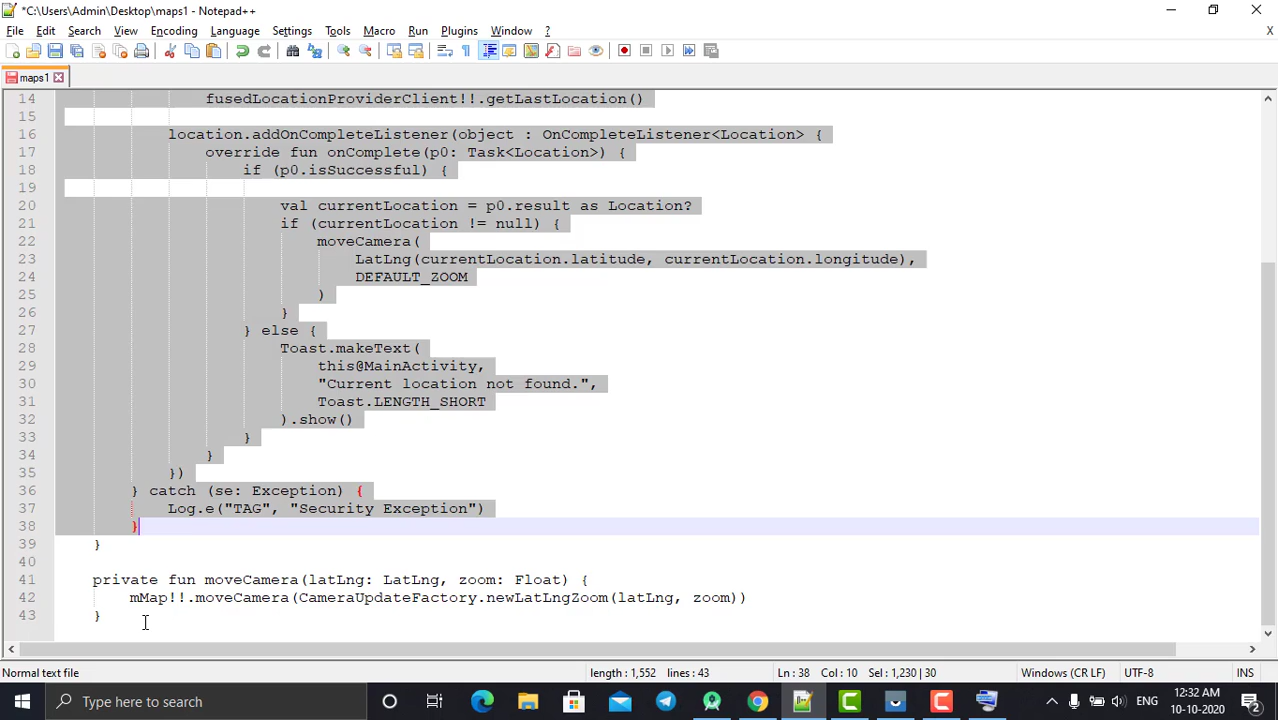 *C:\Users\Admin\Desktop\maps1 - Notepad++
File Edit Search View Encoding Language Settings Tools Macro Run Plugins Window ?
X
maps1
14 fusedLocationProviderClient!!.getLastLocation()
15
16 location.addOnCompleteListener(object : OnCompleteListener<Location> {
17 override fun onComplete(p0: Task<Location>) {
18 if (p0.isSuccessful) {
19
20 val currentLocation = p0.result as Location?
21 if (currentLocation != null) {
22 moveCamera(
23 LatLng(currentLocation.latitude, currentLocation.longitude),
24 DEFAULT_ZOOM
25 )
26 }
27 } else {
28 Toast.makeText(
29 this@MainActivity,
30 "Current location not found.",
31 Toast.LENGTH_SHORT
32 ).show()
33 }
34 }
35 })
36 } catch (se: Exception) {
37 Log.e("TAG", "Security Exception")
38 }
39 }
40
41 private fun moveCamera(latLng: LatLng, zoom: Float) {
42 mMap!!.moveCamera(CameraUpdateFactory.newLatLngZoom(latLng, zoom))
43 }
Normal text file length : 1,552 lines : 43 Ln : 38 Col : 10 Sel : 1,230 | 30 Windows (CR LF) UTF-8 INS
Type here to search ENG 12:32 AM
10-10-2020 2